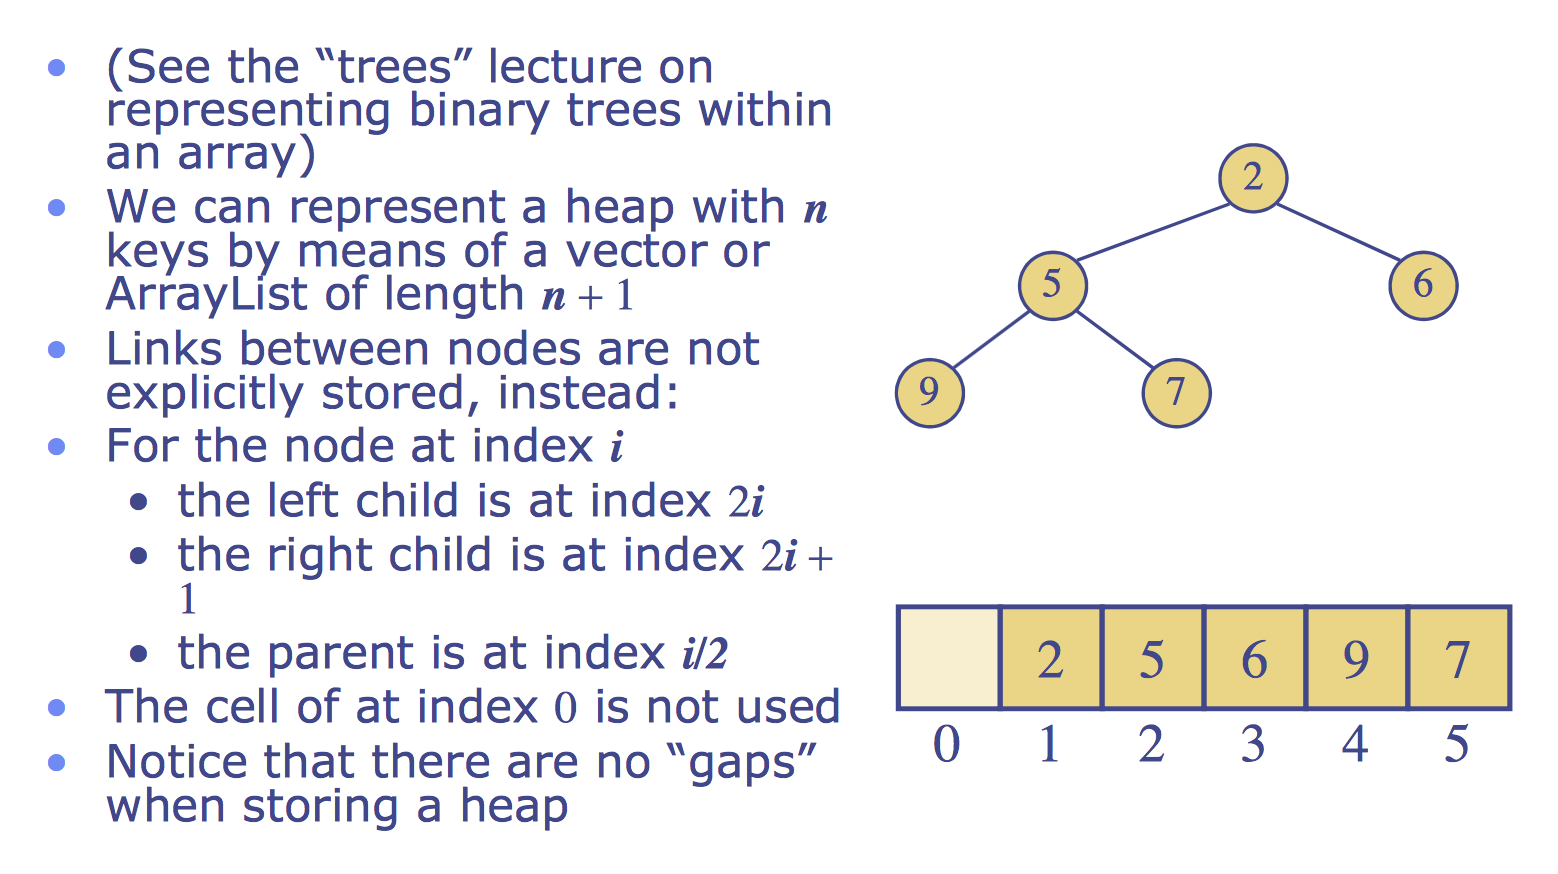 (See the “trees” lecture on
representing binary trees within
an array)
We can represent a heap with n
keys by means of a vector or
ArrayList of length n + 1
Links between nodes are not
explicitly stored, instead:
For the node at index i
the left child is at index 2i
the right child is at index 2i +
1
the parent is at index i/2
The cell of at index 0 is not used
Notice that there are no “gaps”
when storing a heap
2
5
6
9
7
2 5 6 9 7
0 1 2 3 4 5